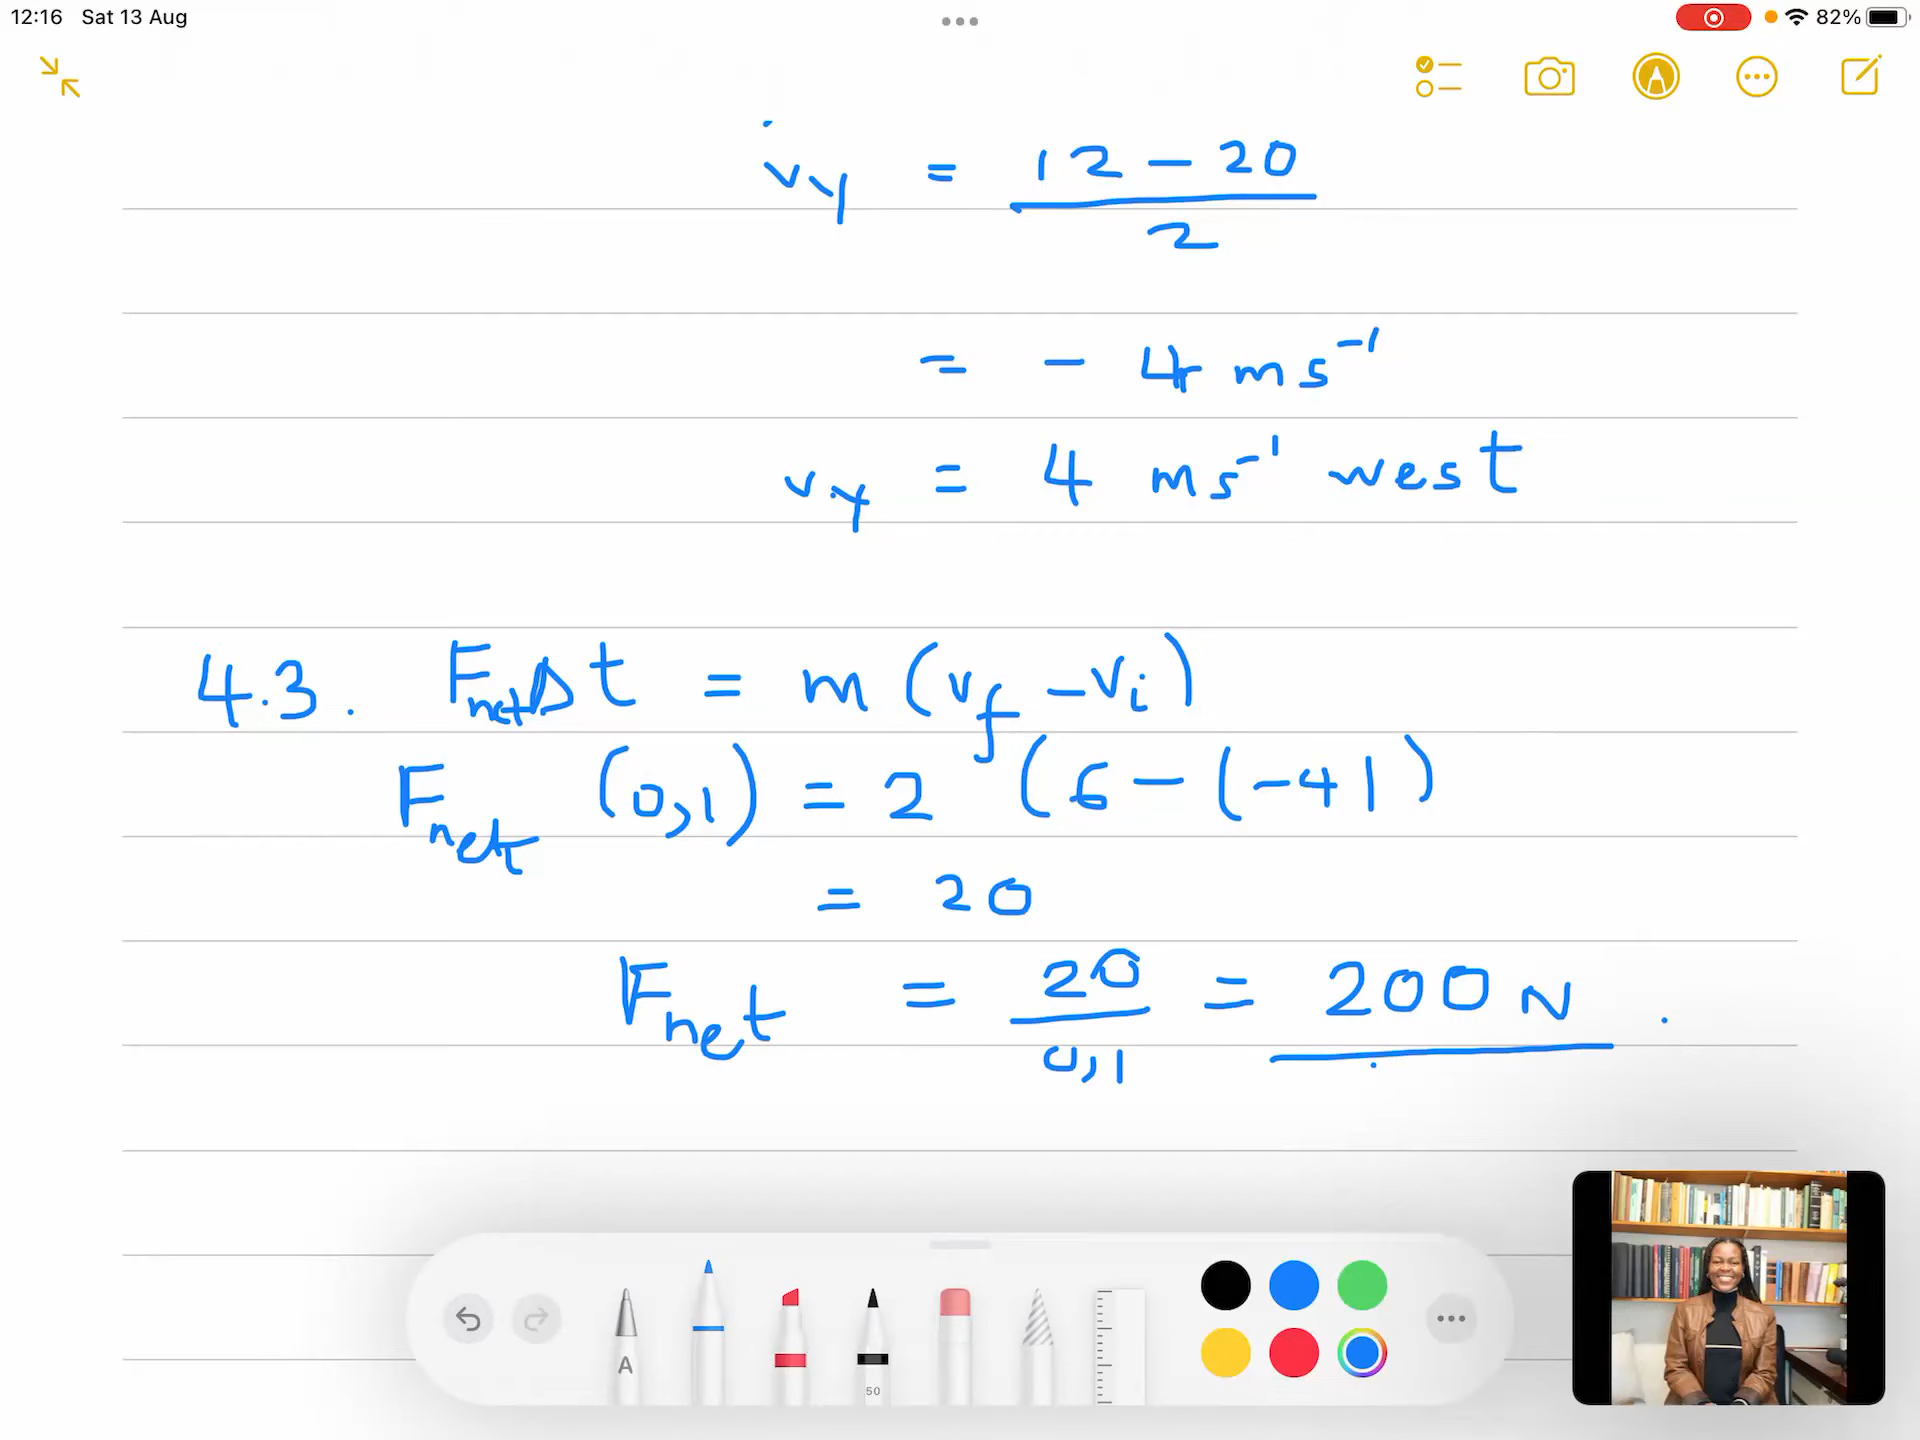 12:16 Sat 13 Aug 82%
vy = 12 - 20
2
= - 4 ms⁻¹
vy = 4 ms⁻¹ west
4.3. Fnet Δt = m (vf - vi)
Fnet (0,1) = 2 (6 - (-4))
= 20
Fnet = 20 = 200 N.
0,1
A
50